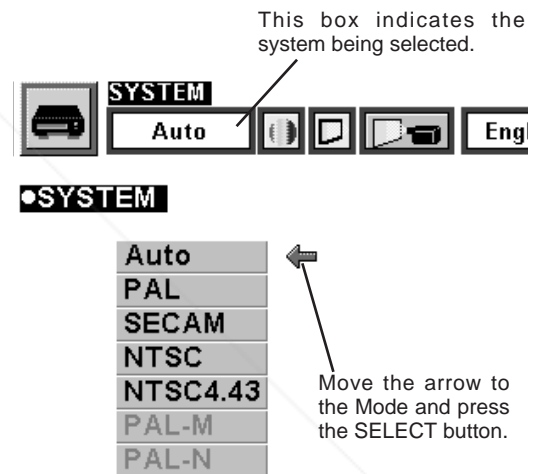 This box indicates the
system being selected.
SYSTEM
Auto
Engl
●SYSTEM
Auto
PAL
SECAM
NTSC
NTSC4.43
PAL-M
PAL-N
Move the arrow to
the Mode and press
the SELECT button.